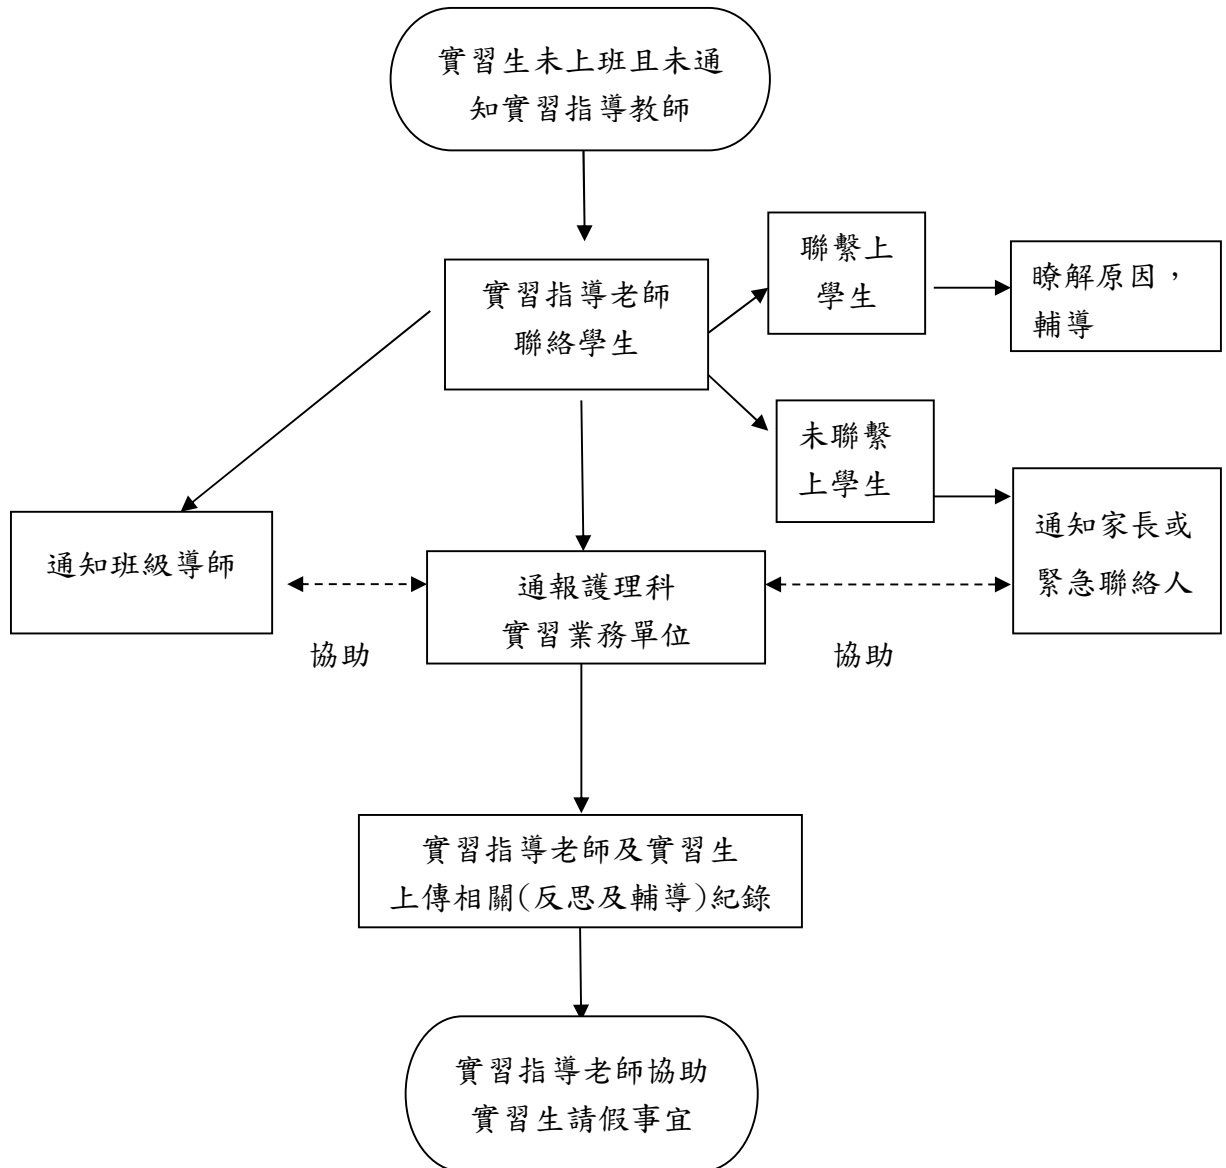 實習生未上班且未通
知實習指導教師
實習指導老師
聯絡學生
聯繫上
學生
瞭解原因，
輔導
未聯繫
上學生
通知家長或
緊急聯絡人
通知班級導師
通報護理科
實習業務單位
協助
協助
實習指導老師及實習生
上傳相關(反思及輔導)紀錄
實習指導老師協助
實習生請假事宜